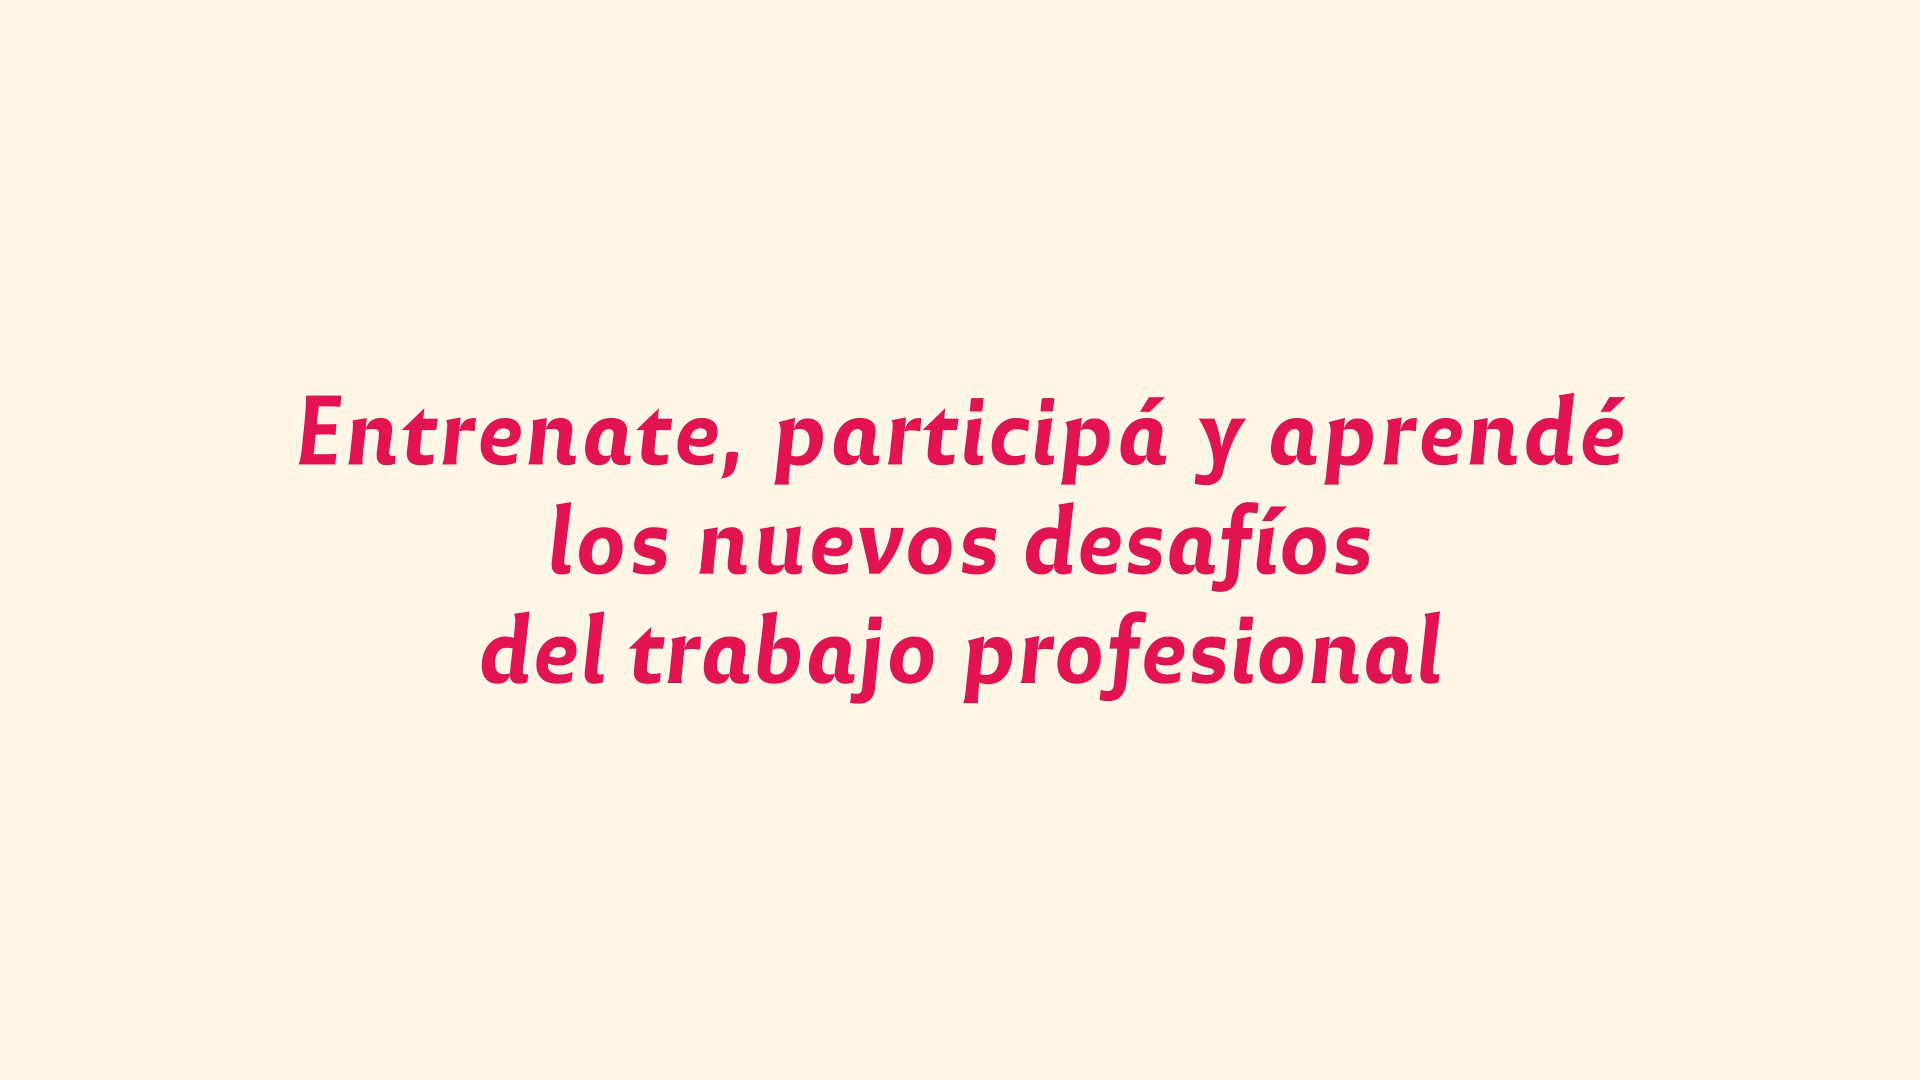 Entrenate, participá y aprendé
los nuevos desafíos
del trabajo profesional